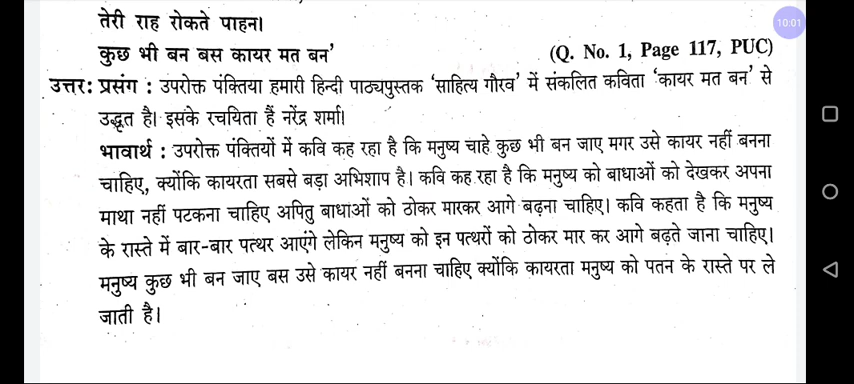 तेरी राह रोकते पाहन।
10:01
कुछ भी बन बस कायर मत बन’ (Q. No. 1, Page 117, PUC)
उत्तर: प्रसंग : उपरोक्त पंक्तिया हमारी हिन्दी पाठ्यपुस्तक ‘साहित्य गौरव’ में संकलित कविता ‘कायर मत बन’ से
उद्धृत है। इसके रचयिता हैं नरेंद्र शर्मा।
भावार्थ : उपरोक्त पंक्तियों में कवि कह रहा है कि मनुष्य चाहे कुछ भी बन जाए मगर उसे कायर नहीं बनना
चाहिए, क्योंकि कायरता सबसे बड़ा अभिशाप है। कवि कह रहा है कि मनुष्य को बाधाओं को देखकर अपना
माथा नहीं पटकना चाहिए अपितु बाधाओं को ठोकर मारकर आगे बढ़ना चाहिए। कवि कहता है कि मनुष्य
के रास्ते में बार-बार पत्थर आएंगे लेकिन मनुष्य को इन पत्थरों को ठोकर मार कर आगे बढ़ते जाना चाहिए।
मनुष्य कुछ भी बन जाए बस उसे कायर नहीं बनना चाहिए क्योंकि कायरता मनुष्य को पतन के रास्ते पर ले
जाती है।